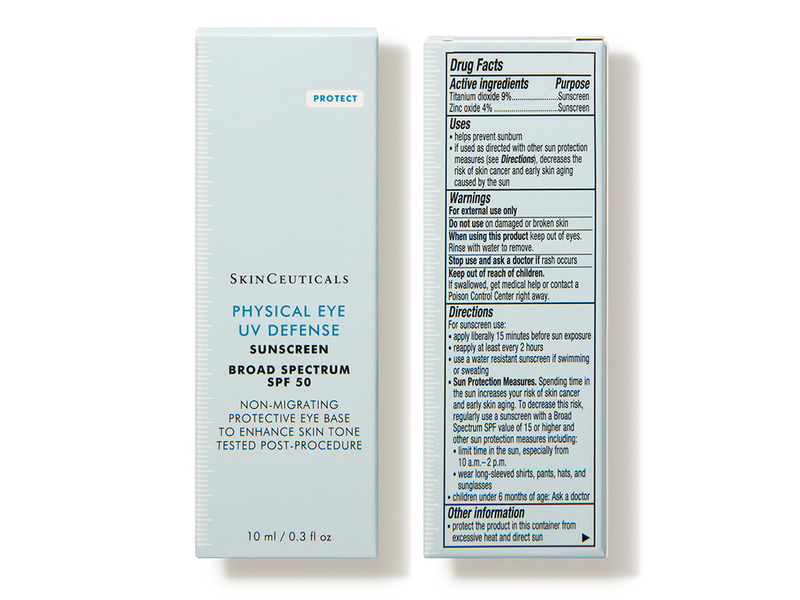 PROTECT
SKINCEUTICALS
PHYSICAL EYE
UV DEFENSE
SUNSCREEN
BROAD SPECTRUM
SPF 50
NON-MIGRATING
PROTECTIVE EYE BASE
TO ENHANCE SKIN TONE
TESTED POST-PROCEDURE
10 ml / 0.3 fl oz
Drug Facts
Active ingredients Purpose
Titanium dioxide 9%......................Sunscreen
Zinc oxide 4% ..............................Sunscreen
Uses
• helps prevent sunburn
• if used as directed with other sun protection
measures (see Directions), decreases the
risk of skin cancer and early skin aging
caused by the sun
Warnings
For external use only
Do not use on damaged or broken skin
When using this product keep out of eyes.
Rinse with water to remove.
Stop use and ask a doctor if rash occurs
Keep out of reach of children.
If swallowed, get medical help or contact a
Poison Control Center right away.
Directions
For sunscreen use:
• apply liberally 15 minutes before sun exposure
• reapply at least every 2 hours
• use a water resistant sunscreen if swimming
or sweating
• Sun Protection Measures. Spending time in
the sun increases your risk of skin cancer
and early skin aging. To decrease this risk,
regularly use a sunscreen with a Broad
Spectrum SPF value of 15 or higher and
other sun protection measures including:
• limit time in the sun, especially from
10 a.m.– 2 p.m.
• wear long-sleeved shirts, pants, hats, and
sunglasses
• children under 6 months of age: Ask a doctor
Other information
• protect the product in this container from
excessive heat and direct sun